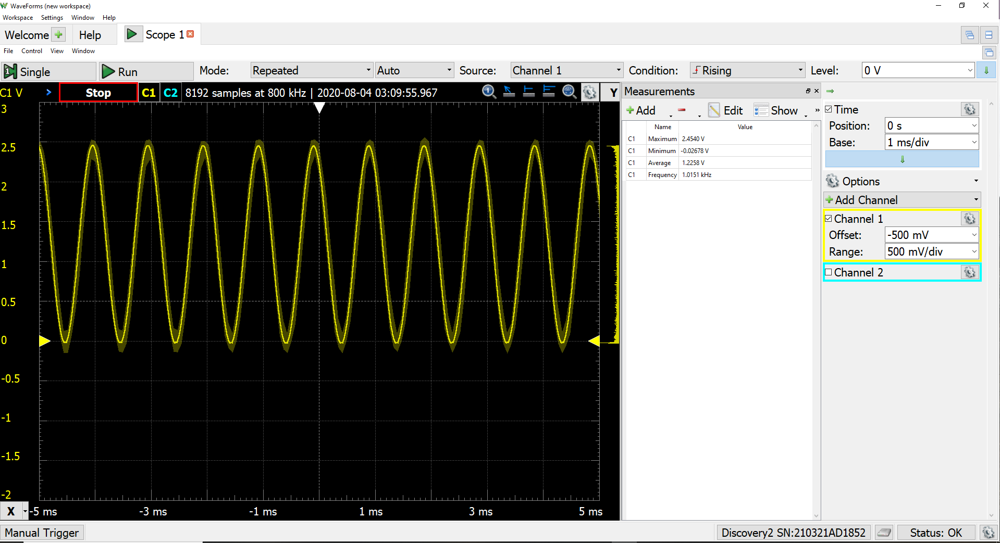 WaveForms (new workspace)
Workspace Settings Window Help
Welcome Help Scope 1
File Control View Window
Single Run Mode: Repeated Auto Source: Channel 1 Condition: Rising Level: 0 V
C1 V Stop C1 C2 8192 samples at 800 kHz | 2020-08-04 03:09:55.967 Y
3
2.5
2
1.5
1
0.5
0
-0.5
-1
-1.5
-2
X -5 ms -3 ms -1 ms 1 ms 3 ms 5 ms
Measurements
Add Edit Show »
Name Value
C1 Maximum 2.4540 V
C1 Minimum -0.02678 V
C1 Average 1.2258 V
C1 Frequency 1.0151 kHz
Time
Position: 0 s
Base: 1 ms/div
Options
Add Channel
Channel 1
Offset: -500 mV
Range: 500 mV/div
Channel 2
Manual Trigger Discovery2 SN:210321AD1852 Status: OK